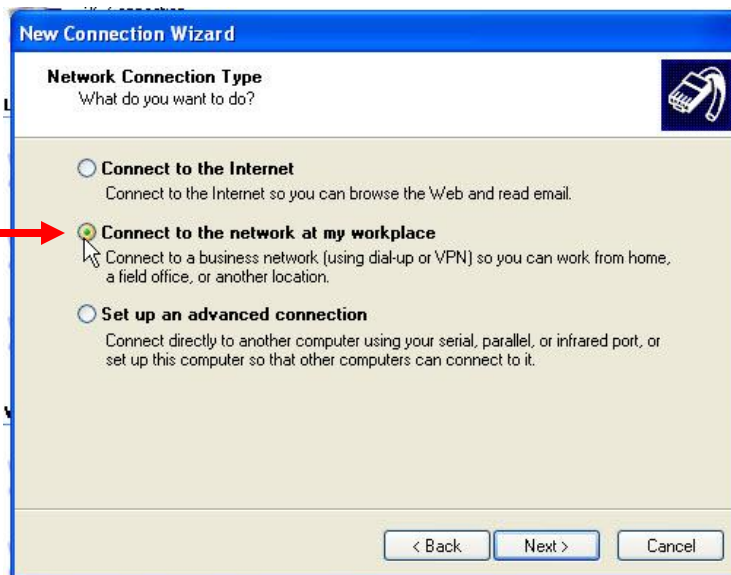 New Connection Wizard
Network Connection Type
What do you want to do?
Connect to the Internet
Connect to the Internet so you can browse the Web and read email.
Connect to the network at my workplace
Connect to a business network (using dial-up or VPN) so you can work from home,
a field office, or another location.
Set up an advanced connection
Connect directly to another computer using your serial, parallel, or infrared port, or
set up this computer so that other computers can connect to it.
< Back
Next >
Cancel